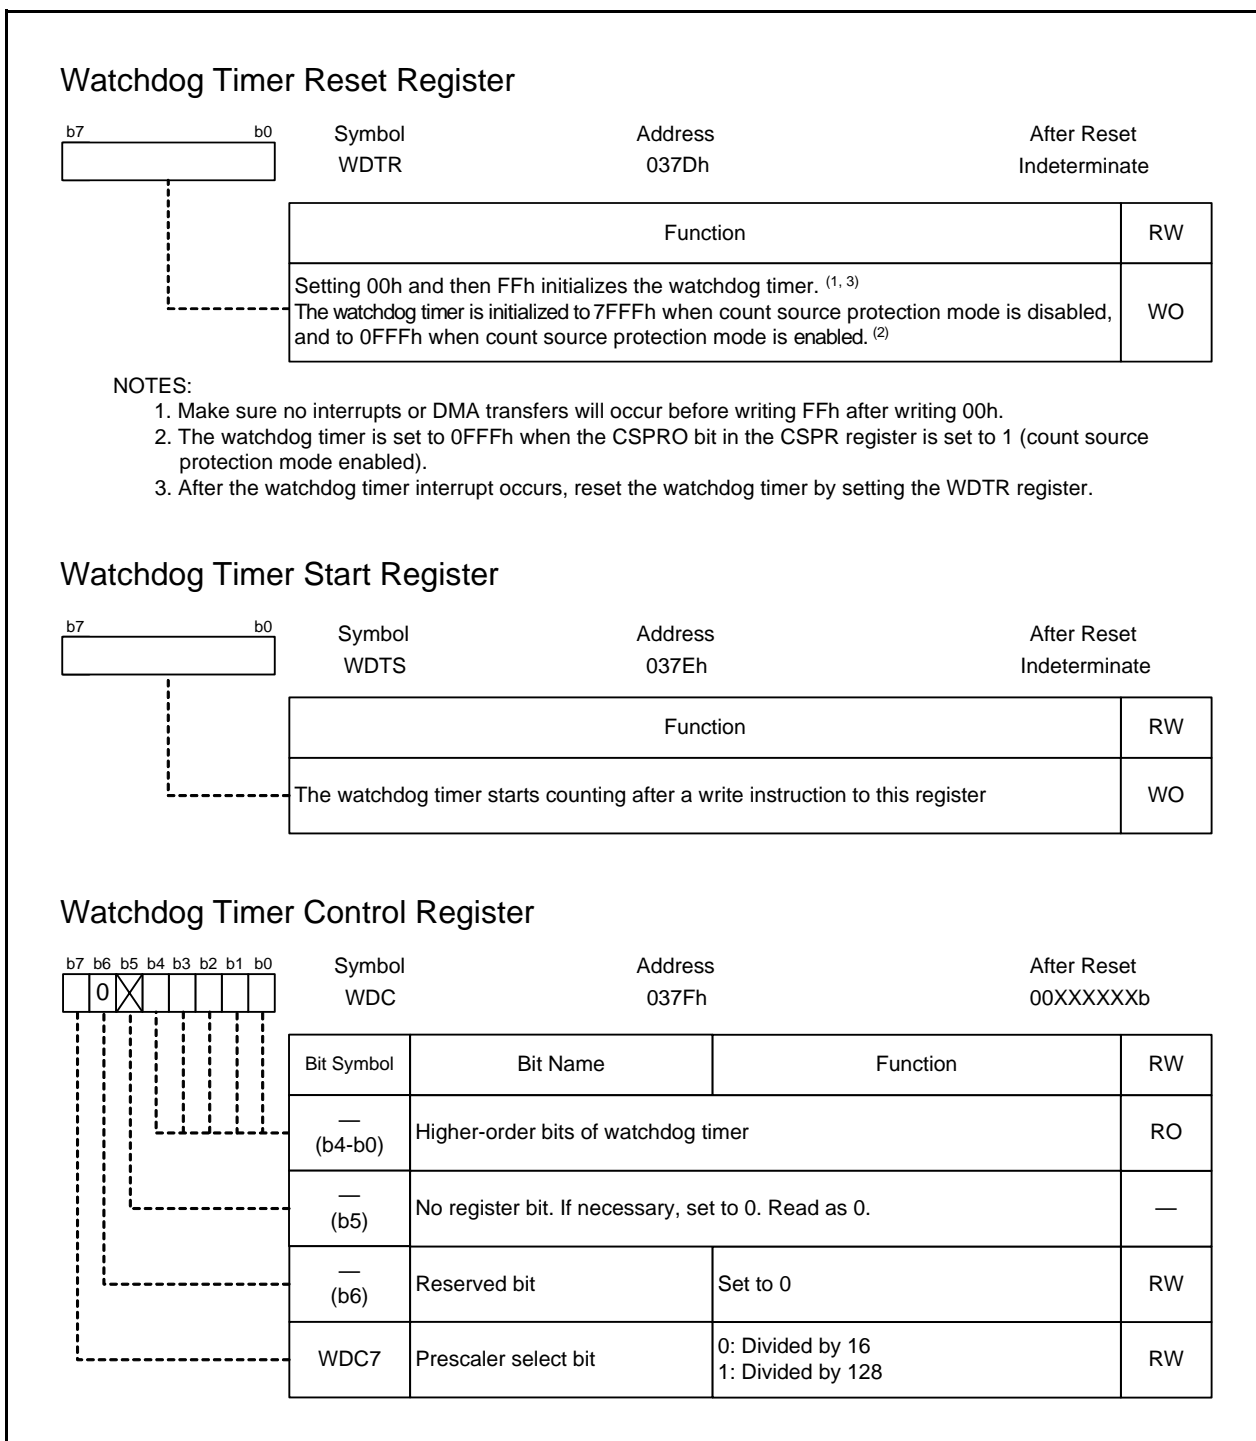 Watchdog Timer Reset Register
b7 b0 Symbol Address After Reset
WDTR 037Dh Indeterminate
Function RW
Setting 00h and then FFh initializes the watchdog timer. (1, 3)
The watchdog timer is initialized to 7FFFh when count source protection mode is disabled, WO
and to 0FFFh when count source protection mode is enabled. (2)
NOTES:
1. Make sure no interrupts or DMA transfers will occur before writing FFh after writing 00h.
2. The watchdog timer is set to 0FFFh when the CSPRO bit in the CSPR register is set to 1 (count source
protection mode enabled).
3. After the watchdog timer interrupt occurs, reset the watchdog timer by setting the WDTR register.
Watchdog Timer Start Register
b7 b0 Symbol Address After Reset
WDTS 037Eh Indeterminate
Function RW
The watchdog timer starts counting after a write instruction to this register WO
Watchdog Timer Control Register
b7 b6 b5 b4 b3 b2 b1 b0 Symbol Address After Reset
0 WDC 037Fh 00XXXXXXb
Bit Symbol Bit Name Function RW
—
(b4-b0) Higher-order bits of watchdog timer RO
—
(b5) No register bit. If necessary, set to 0. Read as 0. —
—
(b6) Reserved bit Set to 0 RW
WDC7 Prescaler select bit 0: Divided by 16
1: Divided by 128 RW